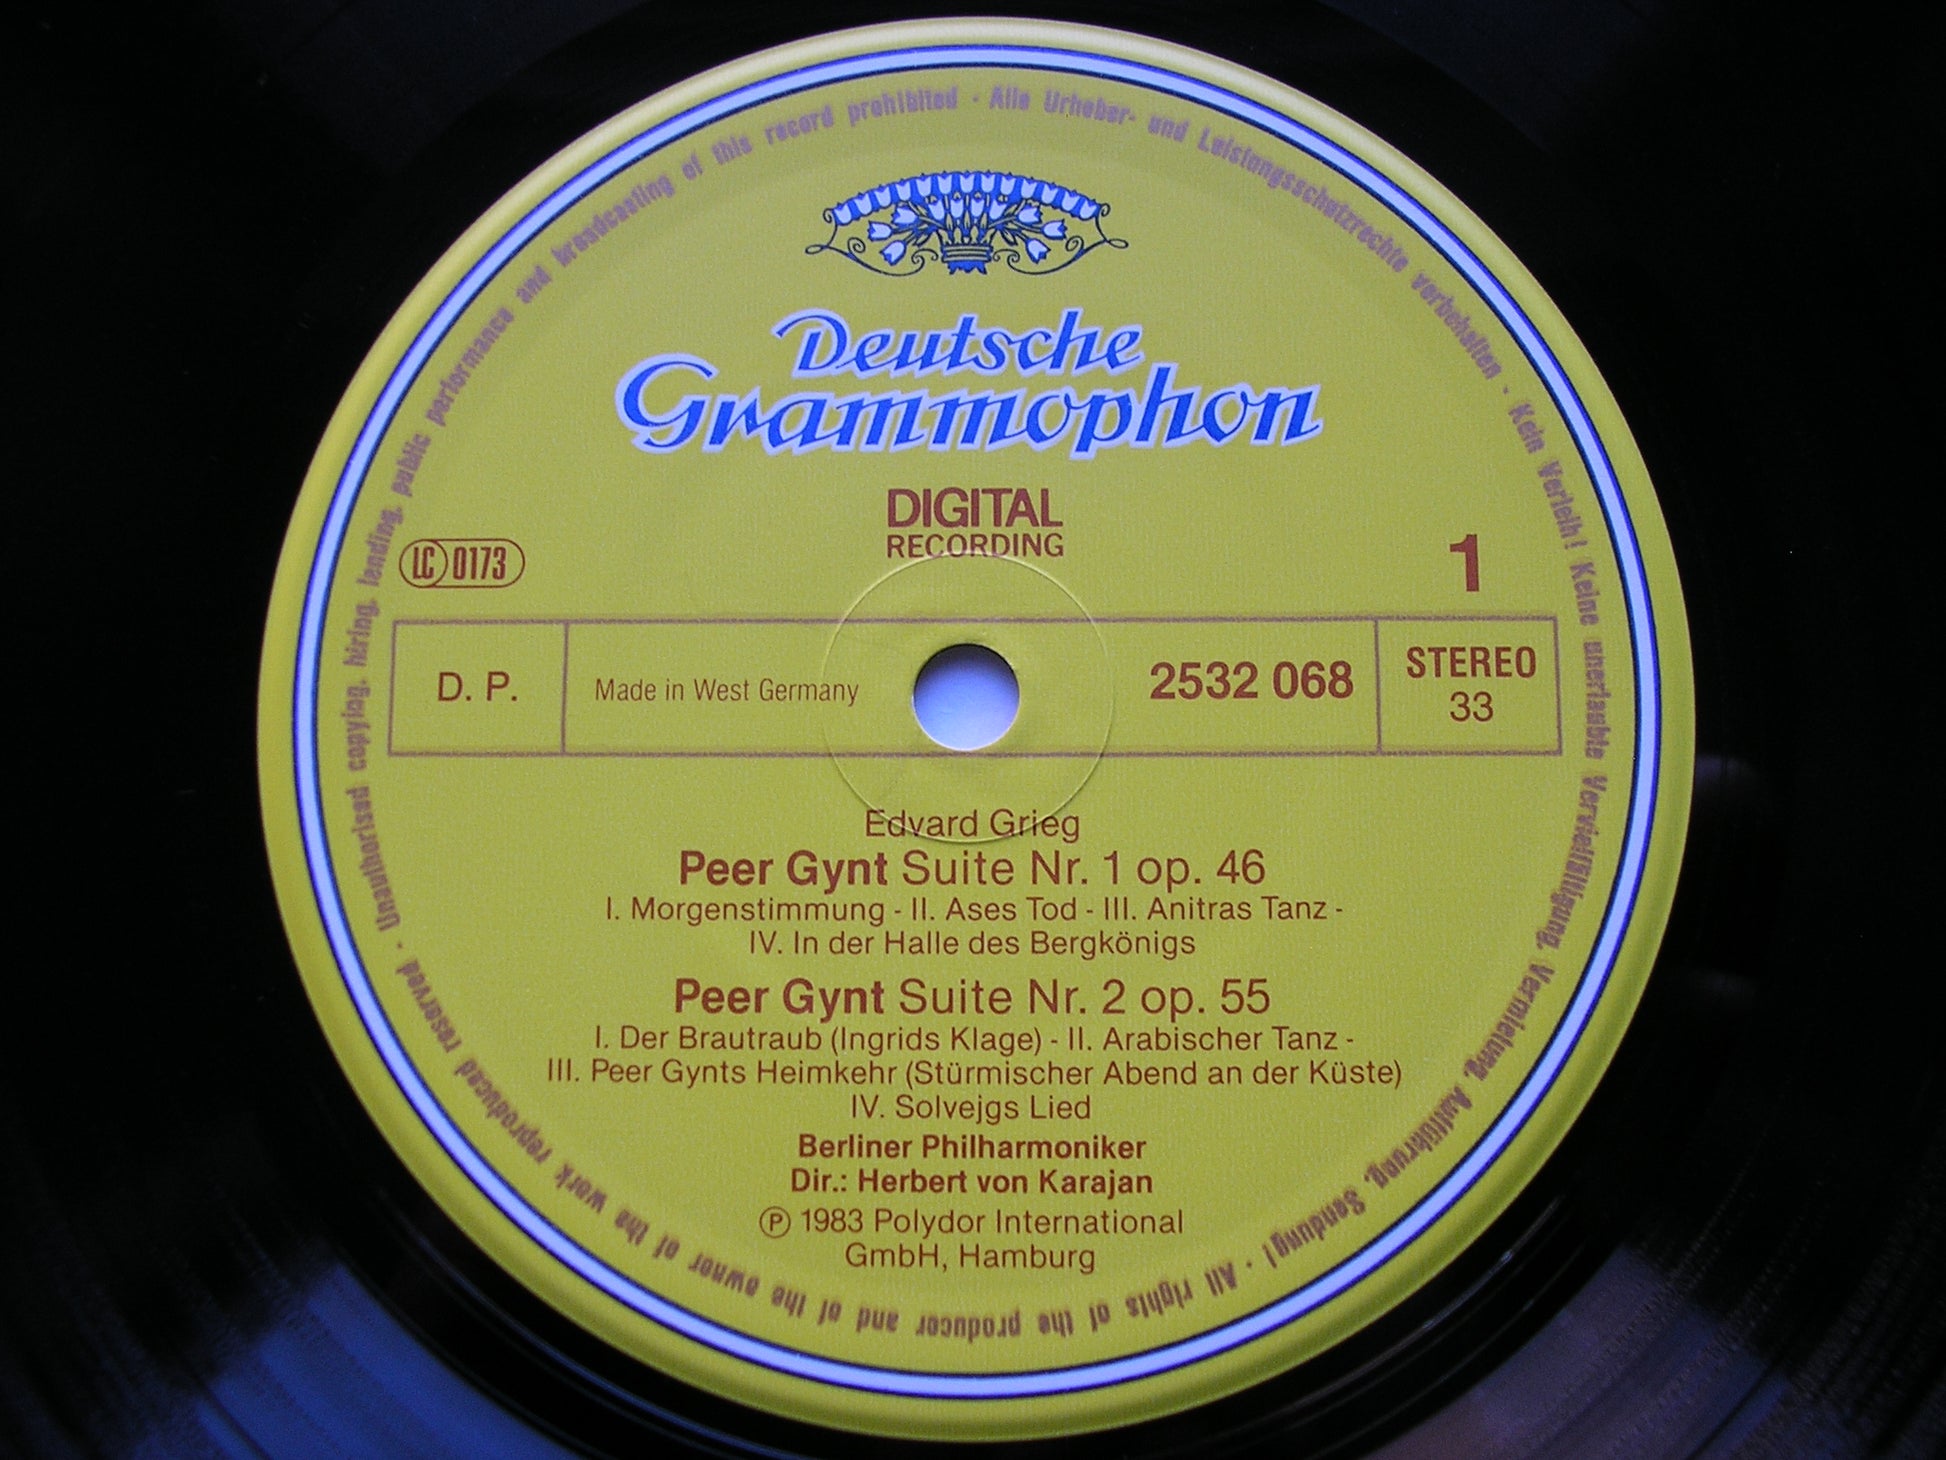 Alle Urheber- und Leistungsschutzrechte vorbehalten · Kein Verleih! Keine unerlaubte Vervielfältigung, Vermietung, Aufführung, Sendung! · All rights of the producer and of the owner of the work reproduced reserved · Unauthorised copying, hiring, lending, public performance and broadcasting of this record prohibited ·
Deutsche
Grammophon
DIGITAL
RECORDING
LC 0173
1
D. P.
Made in West Germany
2532 068
STEREO
33
Edvard Grieg
Peer Gynt Suite Nr. 1 op. 46
I. Morgenstimmung - II. Ases Tod - III. Anitras Tanz -
IV. In der Halle des Bergkönigs
Peer Gynt Suite Nr. 2 op. 55
I. Der Brautraub (Ingrids Klage) - II. Arabischer Tanz -
III. Peer Gynts Heimkehr (Stürmischer Abend an der Küste)
IV. Solvejgs Lied
Berliner Philharmoniker
Dir.: Herbert von Karajan
℗ 1983 Polydor International
GmbH, Hamburg